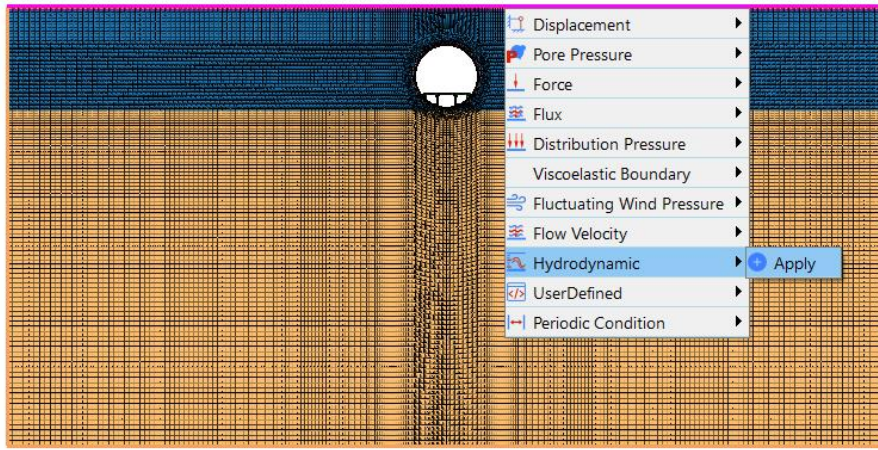 Displacement
Pore Pressure
Force
Flux
Distribution Pressure
Viscoelastic Boundary
Fluctuating Wind Pressure
Flow Velocity
Hydrodynamic
Apply
UserDefined
Periodic Condition